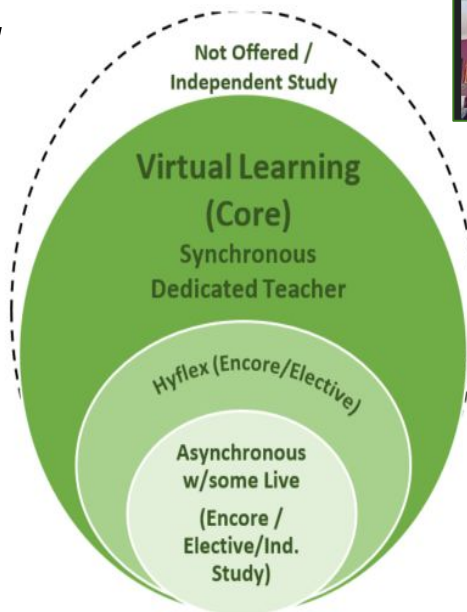 Not Offered /
Independent Study
Virtual Learning
(Core)
Synchronous
Dedicated Teacher
Hyflex (Encore/Elective)
Asynchronous
w/some Live
(Encore /
Elective/Ind.
Study)